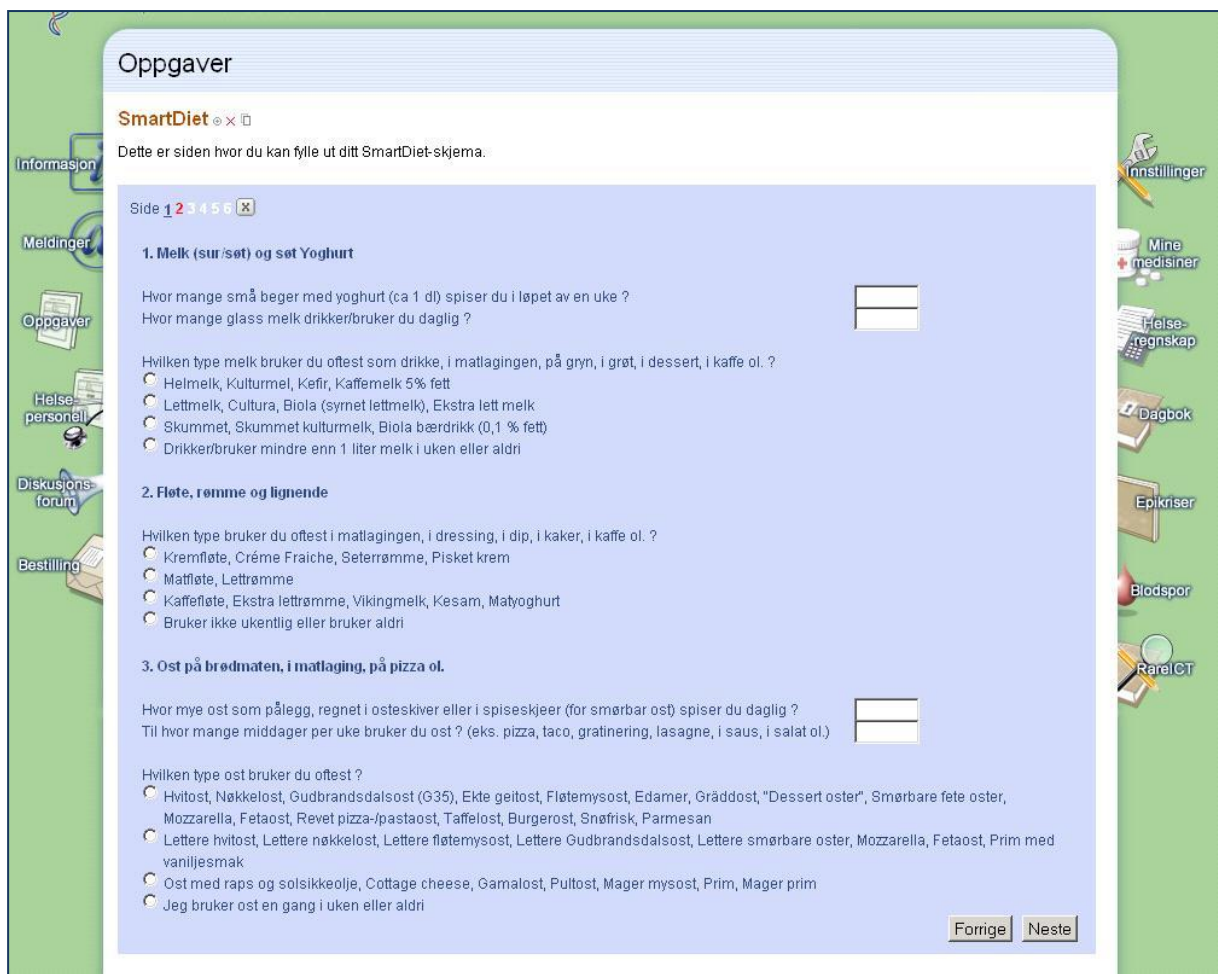 Oppgaver
SmartDiet
Dette er siden hvor du kan fylle ut ditt SmartDiet-skjema.
Side 1 2 3 4 5 6 X
1. Melk (sur/søt) og søt Yoghurt
Hvor mange små beger med yoghurt (ca 1 dl) spiser du i løpet av en uke ?
Hvor mange glass melk drikker/bruker du daglig ?
Hvilken type melk bruker du oftest som drikke, i matlagingen, på gryn, i grøt, i dessert, i kaffe ol. ?
Helmelk, Kulturmel, Kefir, Kaffemelk 5% fett
Lettmelk, Cultura, Biola (syrnet lettmelk), Ekstra lett melk
Skummet, Skummet kulturmelk, Biola bærdrikk (0,1 % fett)
Drikker/bruker mindre enn 1 liter melk i uken eller aldri
2. Fløte, rømme og lignende
Hvilken type bruker du oftest i matlagingen, i dressing, i dip, i kaker, i kaffe ol. ?
Kremfløte, Créme Fraiche, Seterrømme, Pisket krem
Matfløte, Lettrømme
Kaffefløte, Ekstra lettrømme, Vikingmelk, Kesam, Matyoghurt
Bruker ikke ukentlig eller bruker aldri
3. Ost på brødmaten, i matlaging, på pizza ol.
Hvor mye ost som pålegg, regnet i osteskiver eller i spiseskjeer (for smørbar ost) spiser du daglig ?
Til hvor mange middager per uke bruker du ost ? (eks. pizza, taco, gratinering, lasagne, i saus, i salat ol.)
Hvilken type ost bruker du oftest ?
Hvitost, Nøkkelost, Gudbrandsdalsost (G35), Ekte geitost, Fløtemysost, Edamer, Gräddost, "Dessert oster", Smørbare fete oster,
Mozzarella, Fetaost, Revet pizza-/pastaost, Taffelost, Burgerost, Snøfrisk, Parmesan
Lettere hvitost, Lettere nøkkelost, Lettere fløtemysost, Lettere Gudbrandsdalsost, Lettere smørbare oster, Mozzarella, Fetaost, Prim med
vaniljesmak
Ost med raps og solsikkeolje, Cottage cheese, Gamalost, Pultost, Mager mysost, Prim, Mager prim
Jeg bruker ost en gang i uken eller aldri
Forrige Neste
Informasjon
Meldinger
Oppgaver
Helse-
personell
Diskusjons-
forum
Bestilling
Innstillinger
Mine
medisiner
Helse-
regnskap
Dagbok
Epikriser
Blodspor
RareICT